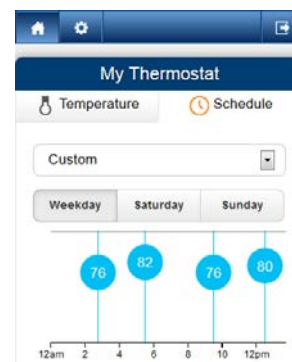 My Thermostat
Temperature Schedule
Custom
Weekday Saturday Sunday
76 82 76 80
12am 2 4 6 8 10 12pm